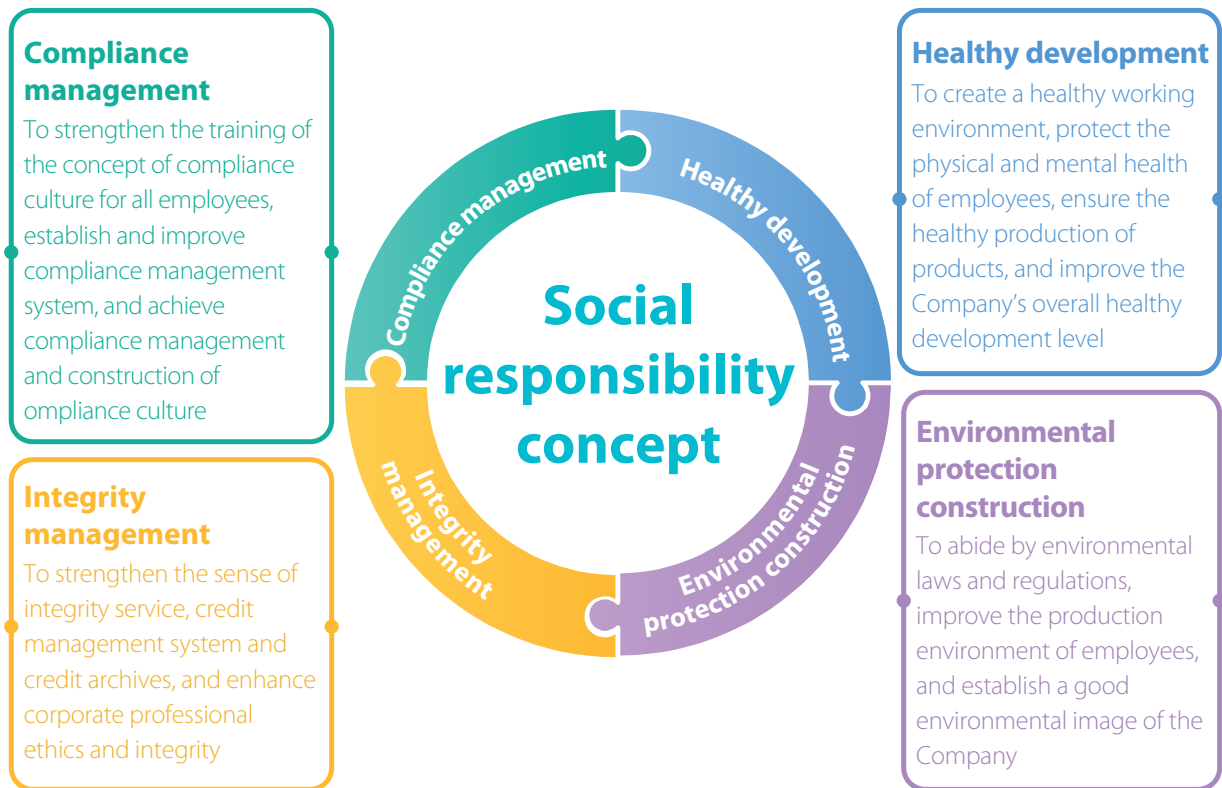 Compliance
management
To strengthen the training of
the concept of compliance
culture for all employees,
establish and improve
compliance management
system, and achieve
compliance management
and construction of
ompliance culture
Integrity
management
To strengthen the sense of
integrity service, credit
management system and
credit archives, and enhance
corporate professional
ethics and integrity
Compliance management
Healthy development
Social
responsibility
concept
Integrity
management
Environmental
protection construction
Healthy development
To create a healthy working
environment, protect the
physical and mental health
of employees, ensure the
healthy production of
products, and improve the
Company’s overall healthy
development level
Environmental
protection
construction
To abide by environmental
laws and regulations,
improve the production
environment of employees,
and establish a good
environmental image of the
Company